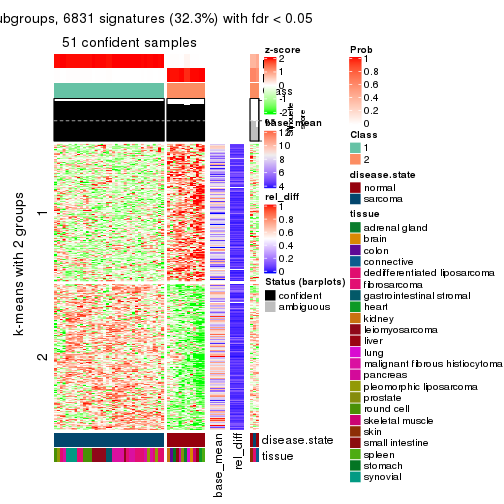 ubgroups, 6831 signatures (32.3%) with fdr < 0.05
51 confident samples
k-means with 2 groups
1
2
z-score
2
1
-1
-2
base_mean
12
10
8
6
4
rel_diff
1
0.8
0.6
0.4
0.2
0
Status (barplots)
confident
ambiguous
Silhouette
score
disease.state
tissue
base_mean
rel_diff
Prob
1
0.8
0.6
0.4
0.2
0
Class
1
2
disease.state
normal
sarcoma
tissue
adrenal gland
brain
colon
connective
dedifferentiated liposarcoma
fibrosarcoma
gastrointestinal stromal
heart
kidney
leiomyosarcoma
liver
lung
malignant fibrous histiocytoma
pancreas
pleomorphic liposarcoma
prostate
round cell
skeletal muscle
skin
small intestine
spleen
stomach
synovial